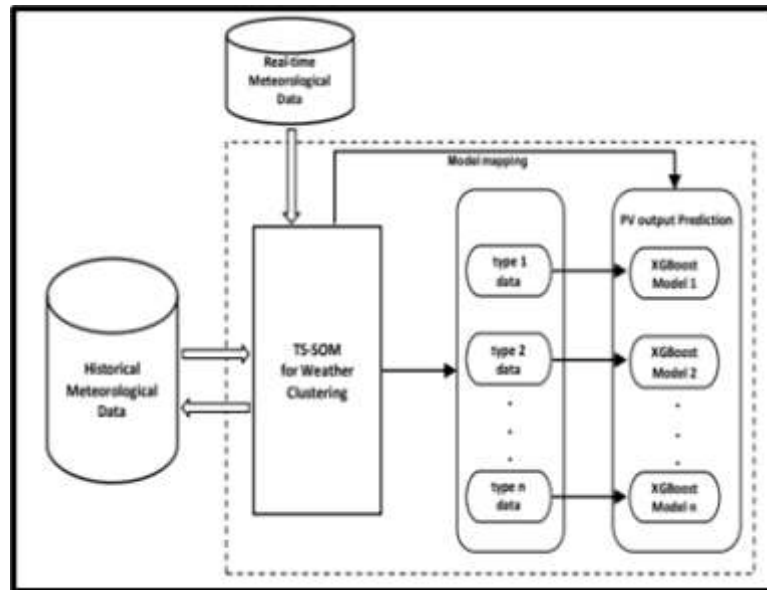 Real-time
Meteorological
Data
Model mapping
PV output Prediction
type 1
data
XGBoost
Model 1
Historical
Meteorological
Data
TS-SOM
for Weather
Clustering
type 2
data
XGBoost
Model 2
type n
data
XGBoost
Model n